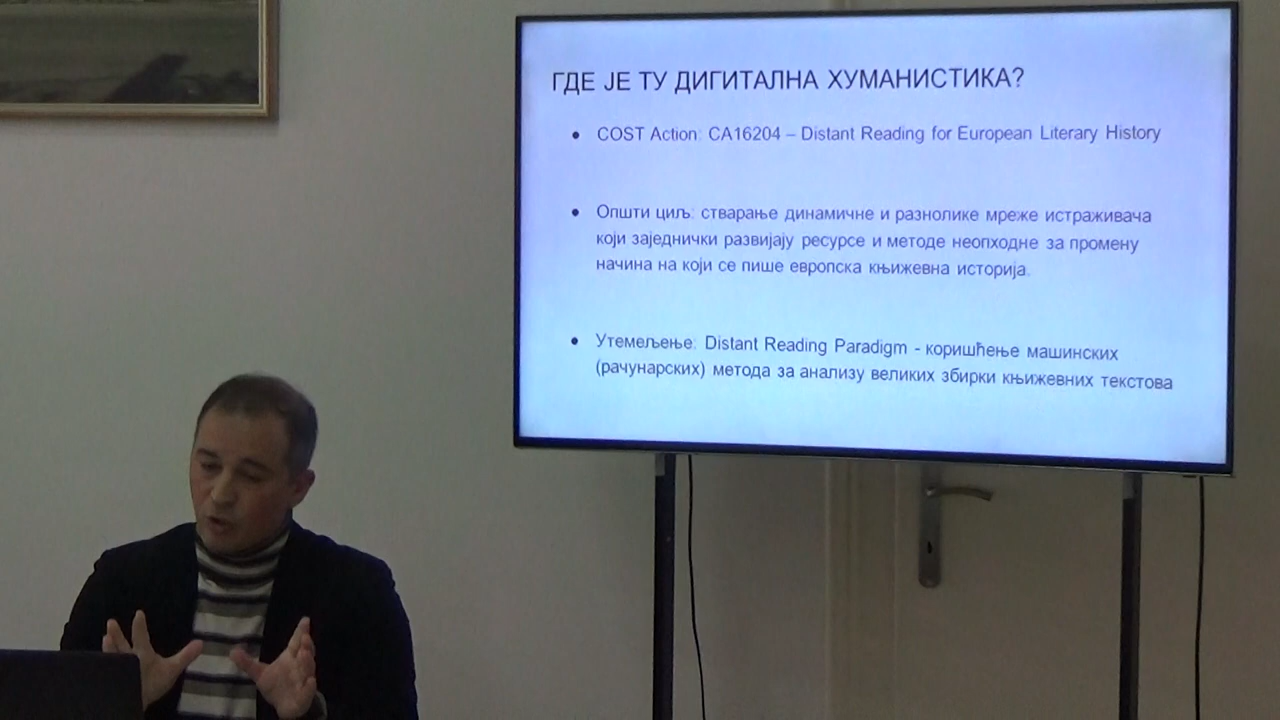 ГДЕ ЈЕ ТУ ДИГИТАЛНА ХУМАНИСТИКА?
COST Action: CA16204 – Distant Reading for European Literary History
Општи циљ: стварање динамичне и разнолике мреже истраживача
који заједнички развијају ресурсе и методе неопходне за промену
начина на који се пише европска књижевна историја.
Утемељење: Distant Reading Paradigm - коришћење машинских
(рачунарских) метода за анализу великих збирки књижевних текстова